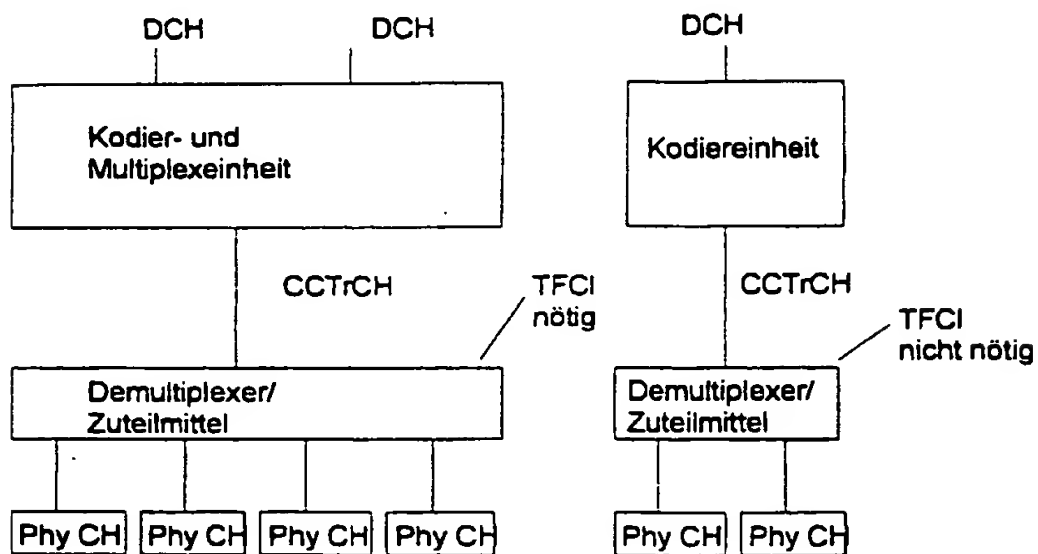 DCH
DCH
DCH
Kodier- und
Multiplexeinheit
Kodiereinheit
CCTrCH
TFCI
nötig
CCTrCH
TFCI
nicht nötig
Demultiplexer/
Zuteilmittel
Demultiplexer/
Zuteilmittel
Phy CH
Phy CH
Phy CH
Phy CH
Phy CH
Phy CH